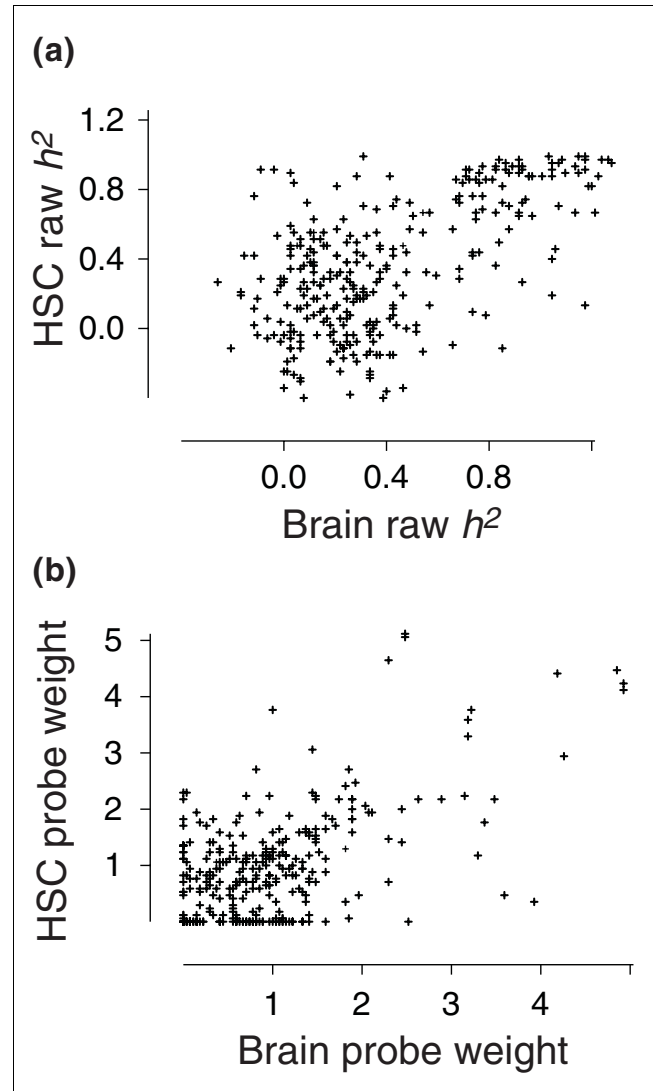 (a)
HSC raw h²
1.2
0.8
0.4
0.0
0.0 0.4 0.8
Brain raw h²
(b)
HSC probe weight
5
4
3
2
1
1 2 3 4
Brain probe weight